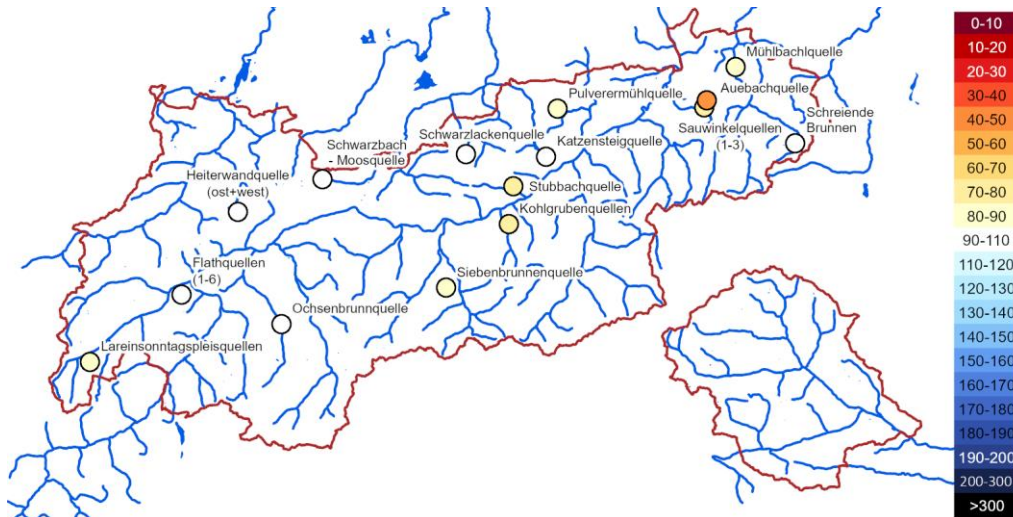 Mühlbachlquelle
Pulverermühlquelle
Auebachquelle
Schreiende
Brunnen
Sauwinkelquellen
(1-3)
Schwarzlackenquelle
Katzensteigquelle
Schwarzbach
- Moosquelle
Heiterwandquelle
(ost+west)
Stubbachquelle
Kohlgrubenquellen
Flathquellen
(1-6)
Siebenbrunnenquelle
Ochsenbrunnquelle
Lareinsonntagspleisquellen
0-10
10-20
20-30
30-40
40-50
50-60
60-70
70-80
80-90
90-110
110-120
120-130
130-140
140-150
150-160
160-170
170-180
180-190
190-200
200-300
>300